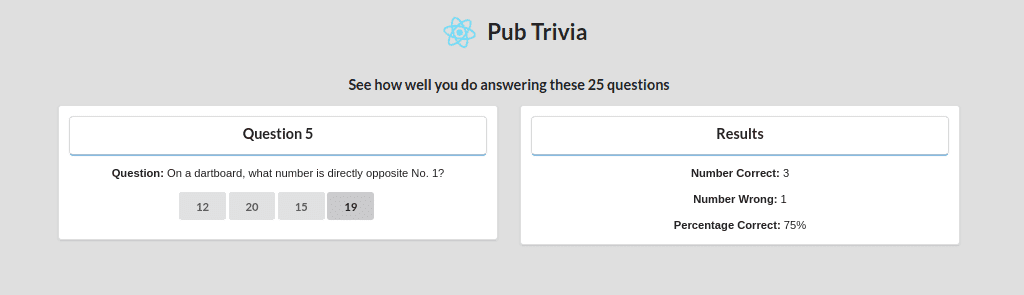 Pub Trivia
See how well you do answering these 25 questions
Question 5
Question: On a dartboard, what number is directly opposite No. 1?
12 20 15 19
Results
Number Correct: 3
Number Wrong: 1
Percentage Correct: 75%